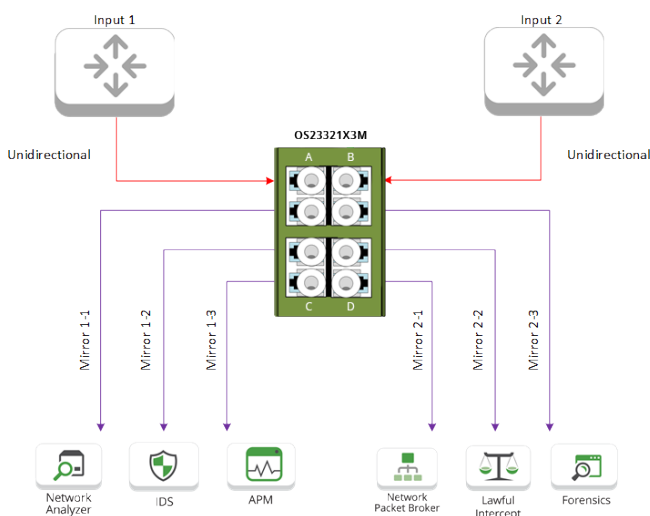 Input 1
Input 2
OS23321X3M
Unidirectional
Unidirectional
A B
C D
Mirror 1-1
Mirror 1-2
Mirror 1-3
Mirror 2-1
Mirror 2-2
Mirror 2-3
Network
Analyzer
IDS
APM
Network
Packet Broker
Lawful
Intercept
Forensics